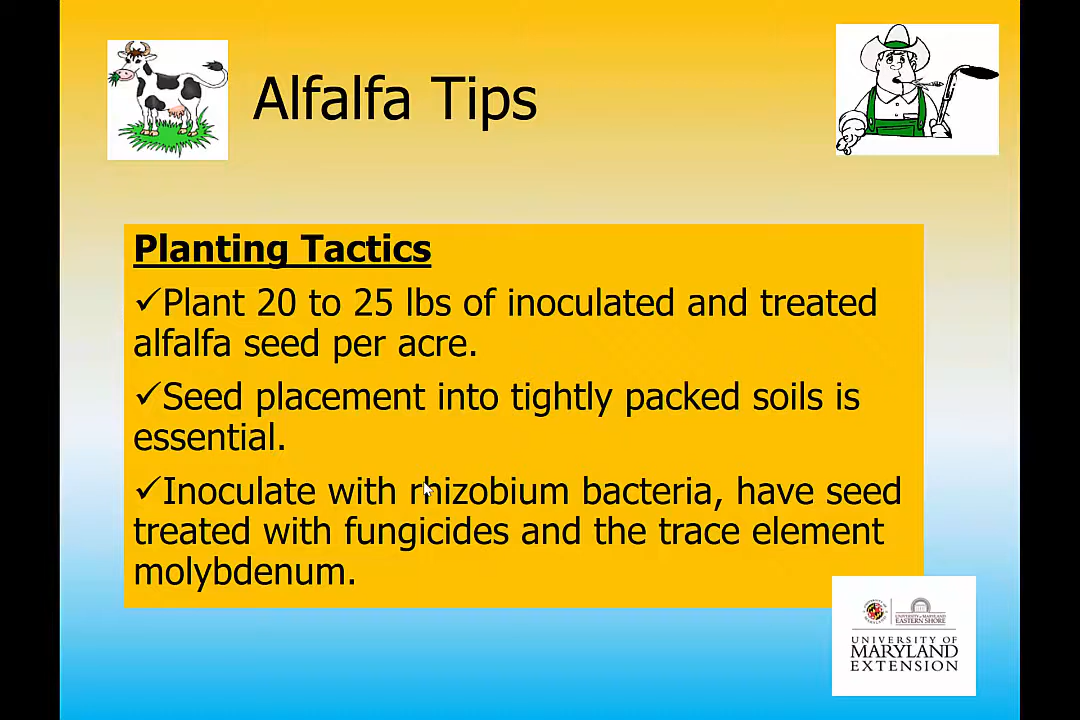 Alfalfa Tips
Planting Tactics
✓Plant 20 to 25 lbs of inoculated and treated
alfalfa seed per acre.
✓Seed placement into tightly packed soils is
essential.
✓Inoculate with rhizobium bacteria, have seed
treated with fungicides and the trace element
molybdenum.
UNIVERSITY of MARYLAND
EASTERN SHORE
UNIVERSITY OF
MARYLAND
EXTENSION